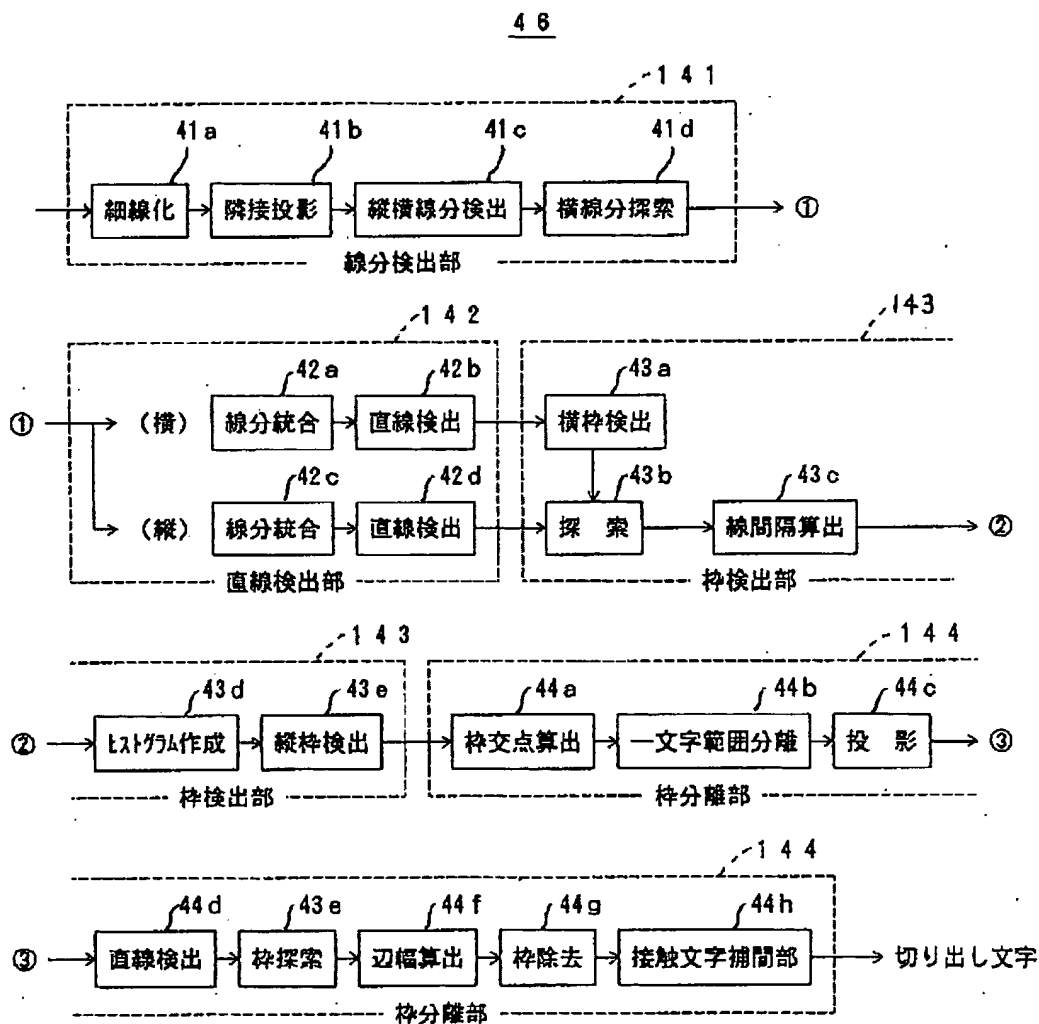 46
141
41a 41b 41c 41d
細線化 隣接投影 縦横線分検出 横線分探索 ①
線分検出部
142 143
42a 42b 43a
① (横) 線分統合 直線検出 横枠検出
42c 42d 43b 43c
(縦) 線分統合 直線検出 探索 線間隔算出 ②
直線検出部 枠検出部
143 144
43d 43e 44a 44b 44c
② ヒストグラム作成 縦枠検出 枠交点算出 一文字範囲分離 投影 ③
枠検出部 枠分離部
144
44d 43e 44f 44g 44h
③ 直線検出 枠探索 辺幅算出 枠除去 接触文字補間部 切り出し文字
枠分離部